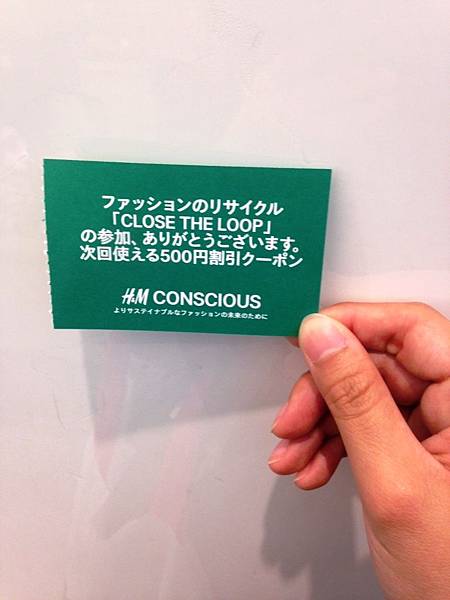 ファッションのリサイクル
「CLOSE THE LOOP」
の参加、ありがとうございます。
次回使える500円割引クーポン
H&M CONSCIOUS
よりサステイナブルなファッションの未来のために